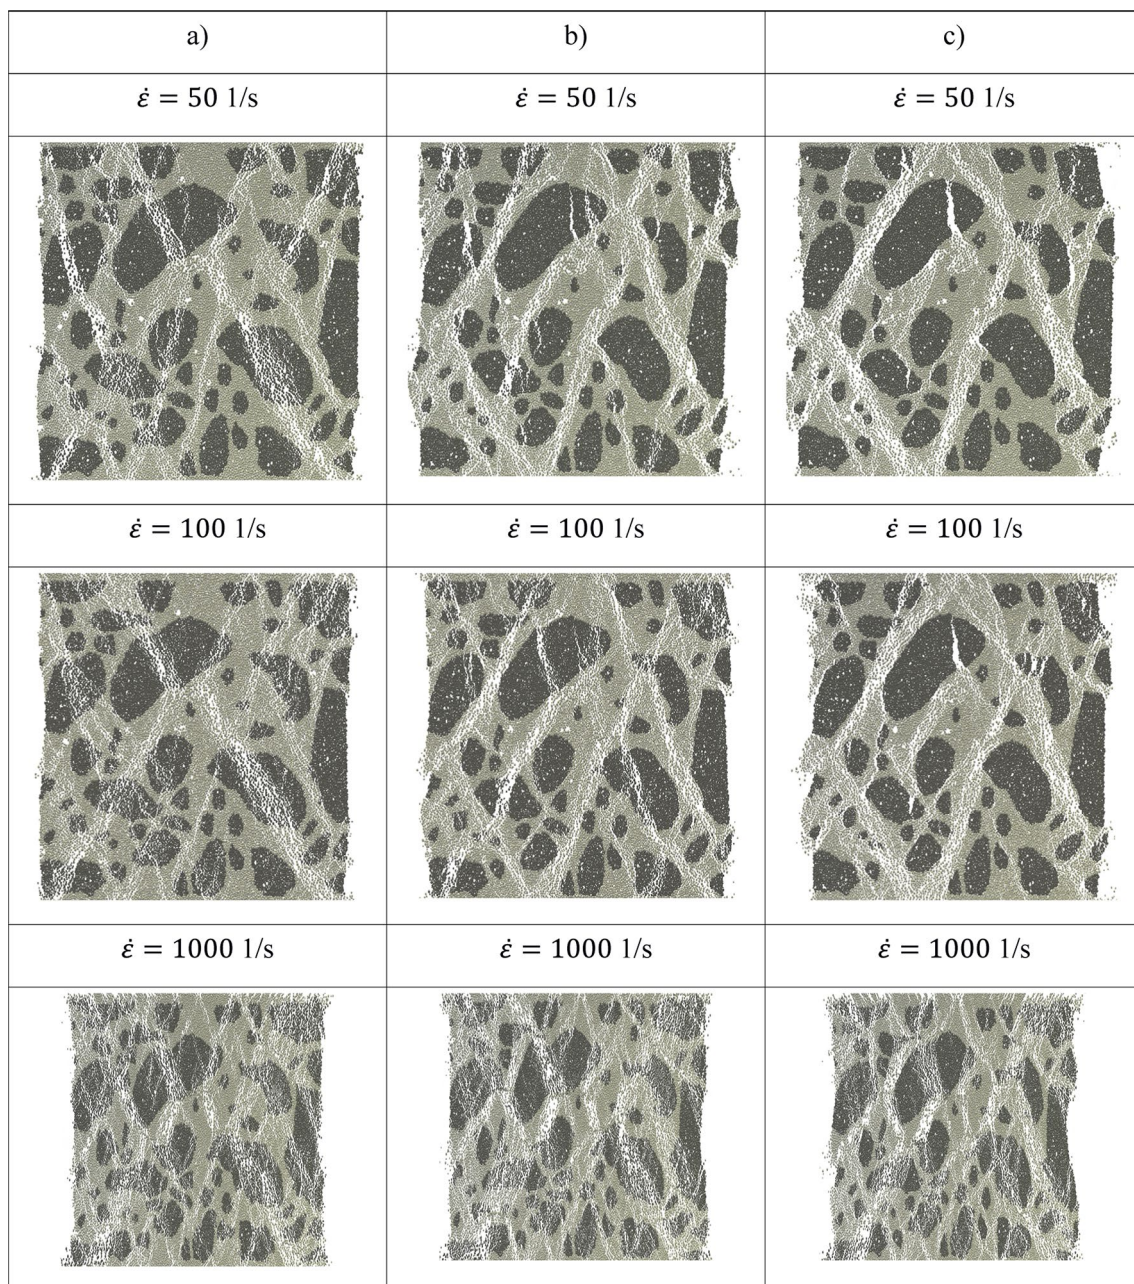 a) b) c)
ε̇ = 50 1/s ε̇ = 50 1/s ε̇ = 50 1/s
ε̇ = 100 1/s ε̇ = 100 1/s ε̇ = 100 1/s
ε̇ = 1000 1/s ε̇ = 1000 1/s ε̇ = 1000 1/s